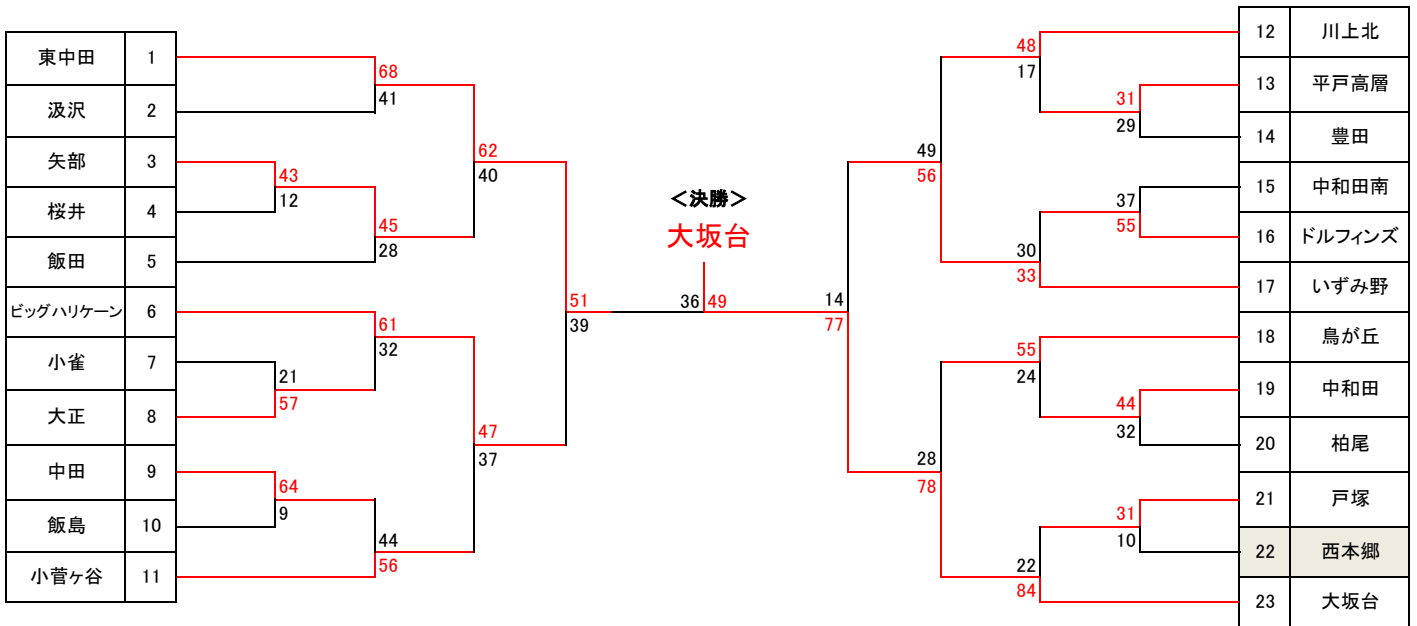 東中田 1
汲沢 2
矢部 3
桜井 4
飯田 5
ビッグハリケーン 6
小雀 7
大正 8
中田 9
飯島 10
小菅ヶ谷 11
68
41
43
12
45
28
62
40
61
32
21
57
47
37
64
9
44
56
51
39
<決勝>
大坂台
36 49
14
77
49
56
48
17
31
29
37
55
30
33
28
78
55
24
44
32
31
10
22
84
12 川上北
13 平戸高層
14 豊田
15 中和田南
16 ドルフィンズ
17 いずみ野
18 鳥が丘
19 中和田
20 柏尾
21 戸塚
22 西本郷
23 大坂台